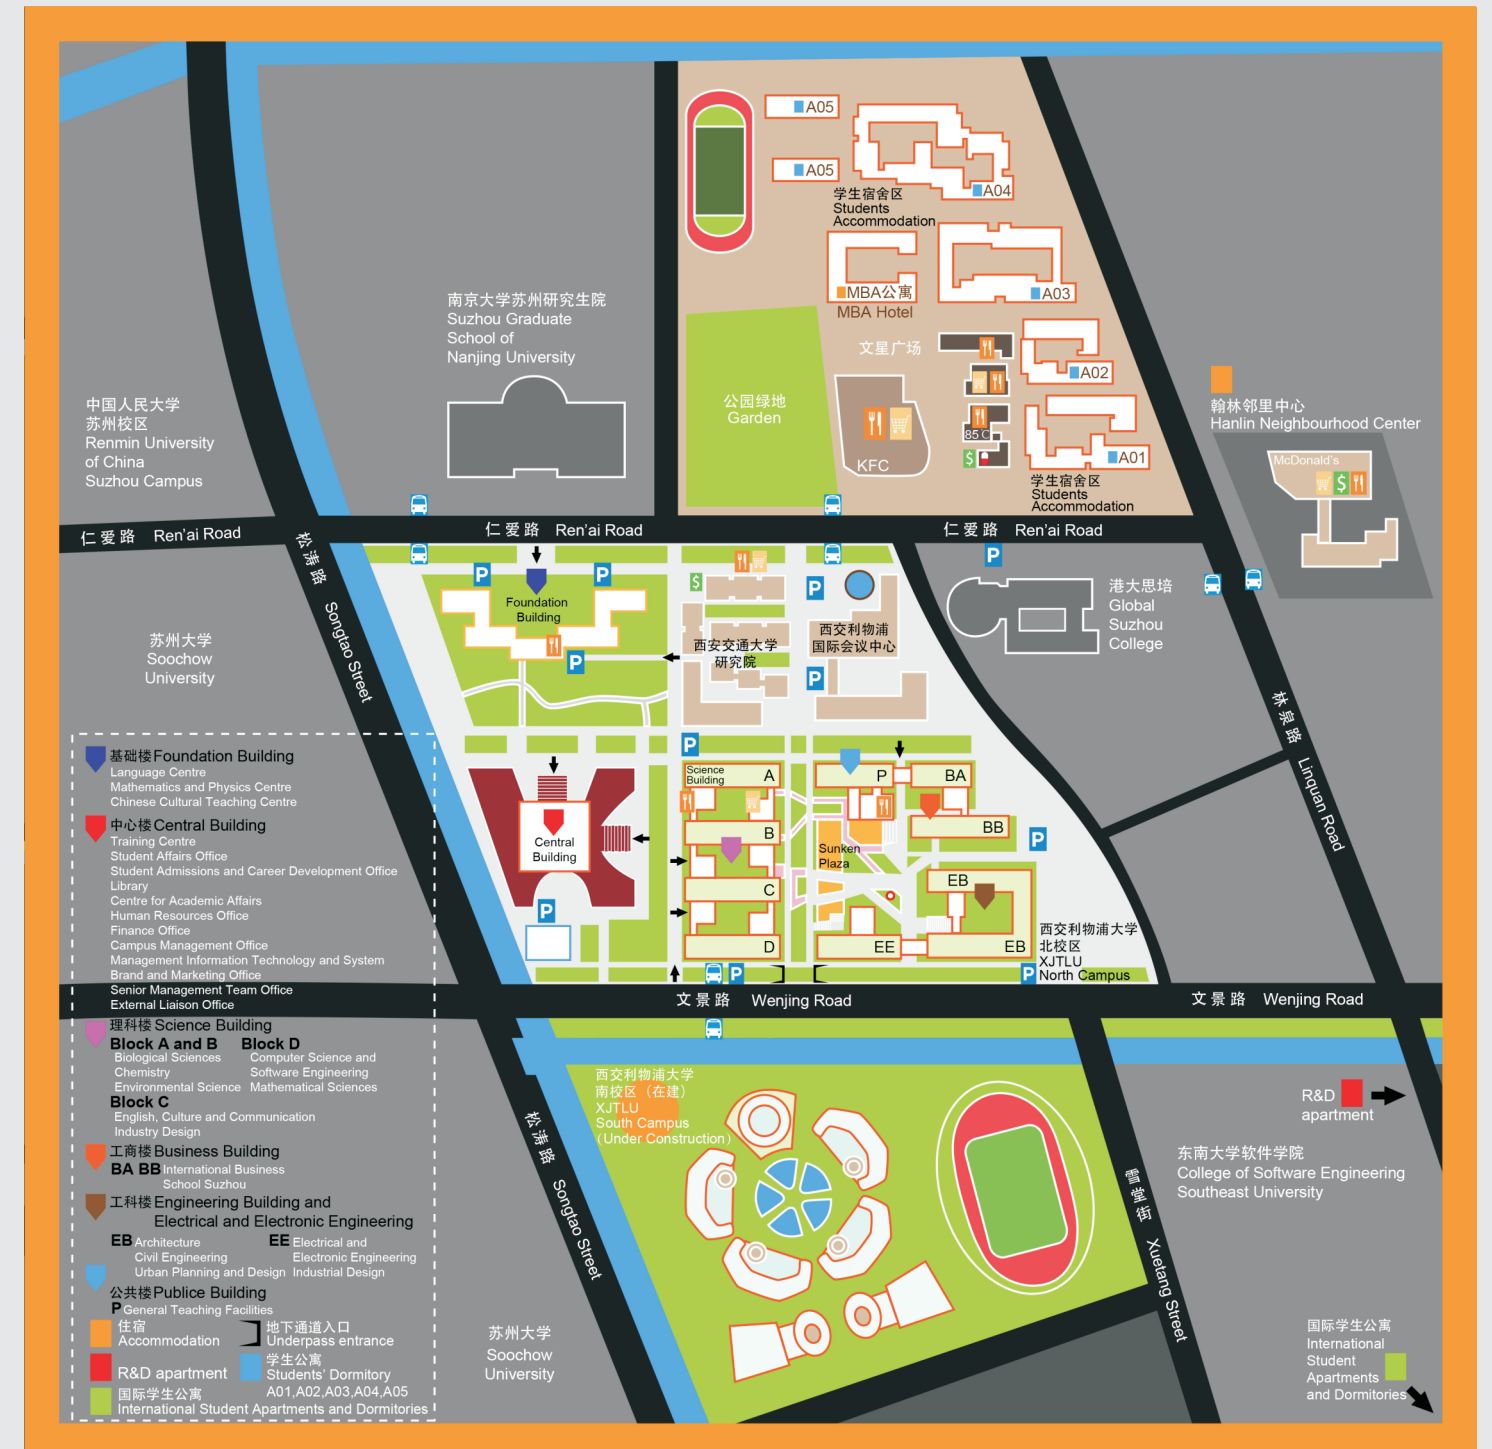 A05
A05
A04
学生宿舍区
Students
Accommodation
MBA公寓
MBA Hotel
A03
文星广场
A02
85 C
$
A01
学生宿舍区
Students
Accommodation
KFC
公园绿地
Garden
南京大学苏州研究生院
Suzhou Graduate
School of
Nanjing University
中国人民大学
苏州校区
Renmin University
of China
Suzhou Campus
翰林邻里中心
Hanlin Neighbourhood Center
McDonald's
$
仁爱路 Ren'ai Road
仁爱路 Ren'ai Road
仁爱路 Ren'ai Road
松涛路 Songtao Street
P
P
P
Foundation
Building
P
$
P
西安交通大学
研究院
西交利物浦
国际会议中心
P
P
港大思培
Global
Suzhou
College
苏州大学
Soochow
University
林泉路 Linquan Road
P
Science
Building
A
B
C
D
P
BA
BB
P
Sunken
Plaza
EB
EE
EB
Central
Building
P
P
P
西交利物浦大学
北校区
XJTLU
North Campus
文景路 Wenjing Road
文景路 Wenjing Road
基础楼Foundation Building
Language Centre
Mathematics and Physics Centre
Chinese Cultural Teaching Centre
中心楼Central Building
Training Centre
Student Affairs Office
Student Admissions and Career Development Office
Library
Centre for Academic Affairs
Human Resources Office
Finance Office
Campus Management Office
Management Information Technology and System
Brand and Marketing Office
Senior Management Team Office
External Liaison Office
理科楼Science Building
Block A and B Block D
Biological Sciences Computer Science and
Chemistry Software Engineering
Environmental Science Mathematical Sciences
Block C
English, Culture and Communication
Industry Design
工商楼Business Building
BA BB International Business
School Suzhou
工科楼Engineering Building and
Electrical and Electronic Engineering
EB Architecture EE Electrical and
Civil Engineering Electronic Engineering
Urban Planning and Design Industrial Design
公共楼Publice Building
P General Teaching Facilities
住宿 地下通道入口
Accommodation Underpass entrance
R&D apartment 学生公寓
Students' Dormitory
A01,A02,A03,A04,A05
国际学生公寓
International Student Apartments and Dormitories
西交利物浦大学
南校区（在建）
XJTLU
South Campus
(Under Construction)
松涛路 Songtao Street
苏州大学
Soochow
University
雪堂街 Xuetang Street
R&D
apartment
东南大学软件学院
College of Software Engineering
Southeast University
国际学生公寓
International
Student
Apartments
and Dormitories